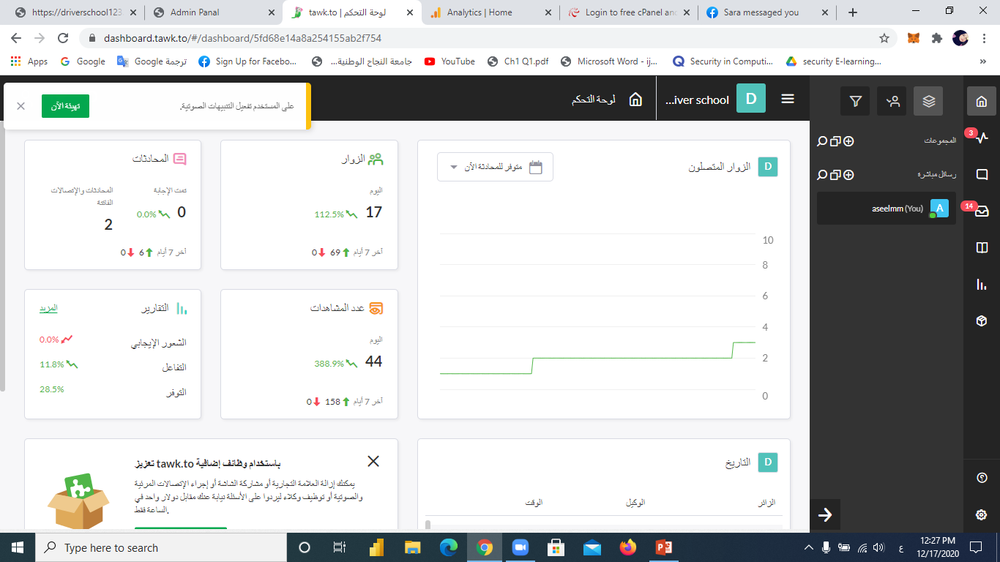 https://driverschool123.
Admin Panal
tawk.to | لوحة التحكم
Analytics | Home
Login to free cPanel and
Sara messaged you
dashboard.tawk.to/#/dashboard/5fd68e14a8a254155ab2f754
Apps
Google
Google ترجمة
Sign Up for Facebo...
جامعة النجاح الوطنية...
YouTube
Ch1 Q1.pdf
Microsoft Word - ij...
Security in Computi...
security E-learning...
»
على المستخدم تفعيل التنبيهات الصوتية.
تهيئة الآن
لوحة التحكم
...iver school
D
المجموعات
رسائل مباشرة
aseelmm (You)
A
3
14
D
الزوار المتصلون
متوفر للمحادثة الآن
10
8
6
4
2
0
الزوار
اليوم
17
112.5%
آخر 7 أيام
69
0
المحادثات
تمت الإجابة
0
0.0%
المحادثات والإتصالات
الفائتة
2
آخر 7 أيام
6
0
عدد المشاهدات
اليوم
44
388.9%
آخر 7 أيام
158
0
التقارير
المزيد
الشعور الإيجابي
0.0%
التفاعل
11.8%
التوفر
28.5%
D
التاريخ
الزائر
الوكيل
الوقت
تعزيز tawk.to باستخدام وظائف إضافية
يمكنك إزالة العلامة التجارية أو مشاركة الشاشة أو إجراء الإتصالات المرئية
والصوتية أو توظيف وكلاء ليردوا على الأسئلة نيابة عنك مقابل دولار واحد في
الساعة فقط.
Type here to search
ع
12:27 PM
12/17/2020